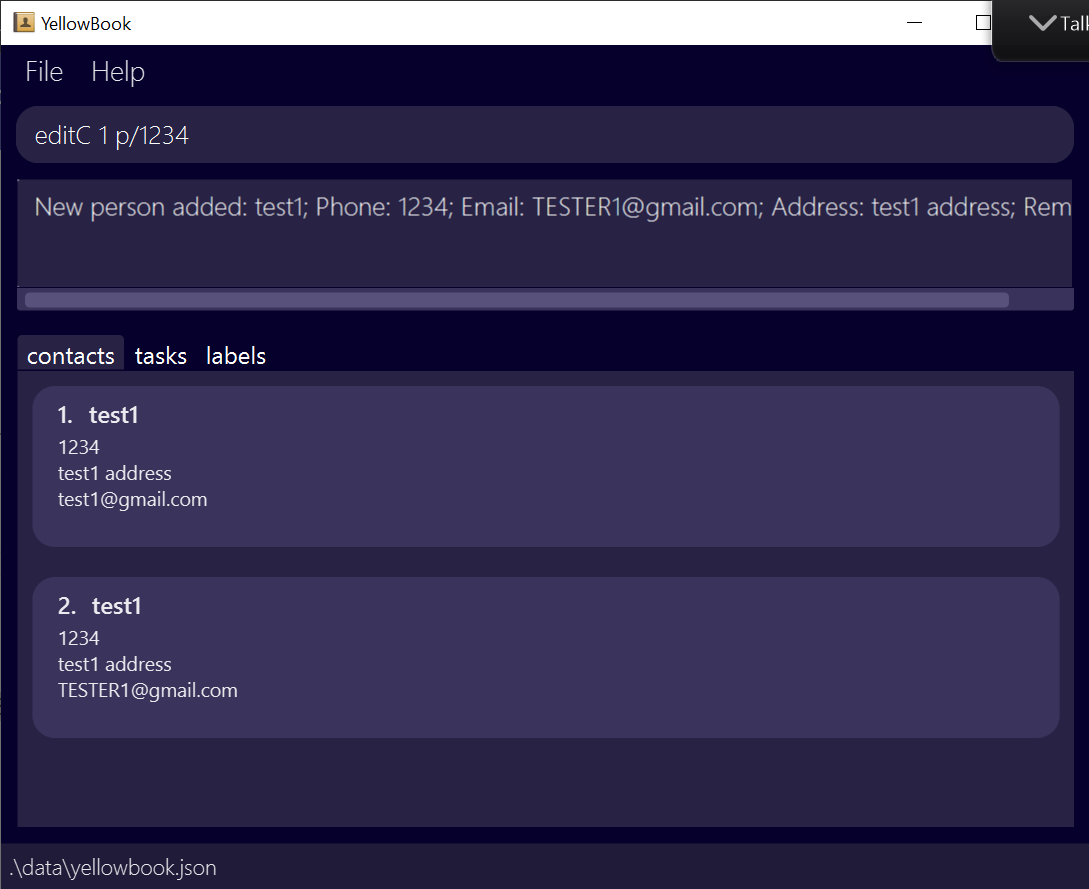 YellowBook
Tal
File Help
editC 1 p/1234
New person added: test1; Phone: 1234; Email: TESTER1@gmail.com; Address: test1 address; Rem
contacts tasks labels
1. test1
1234
test1 address
test1@gmail.com
2. test1
1234
test1 address
TESTER1@gmail.com
.\data\yellowbook.json